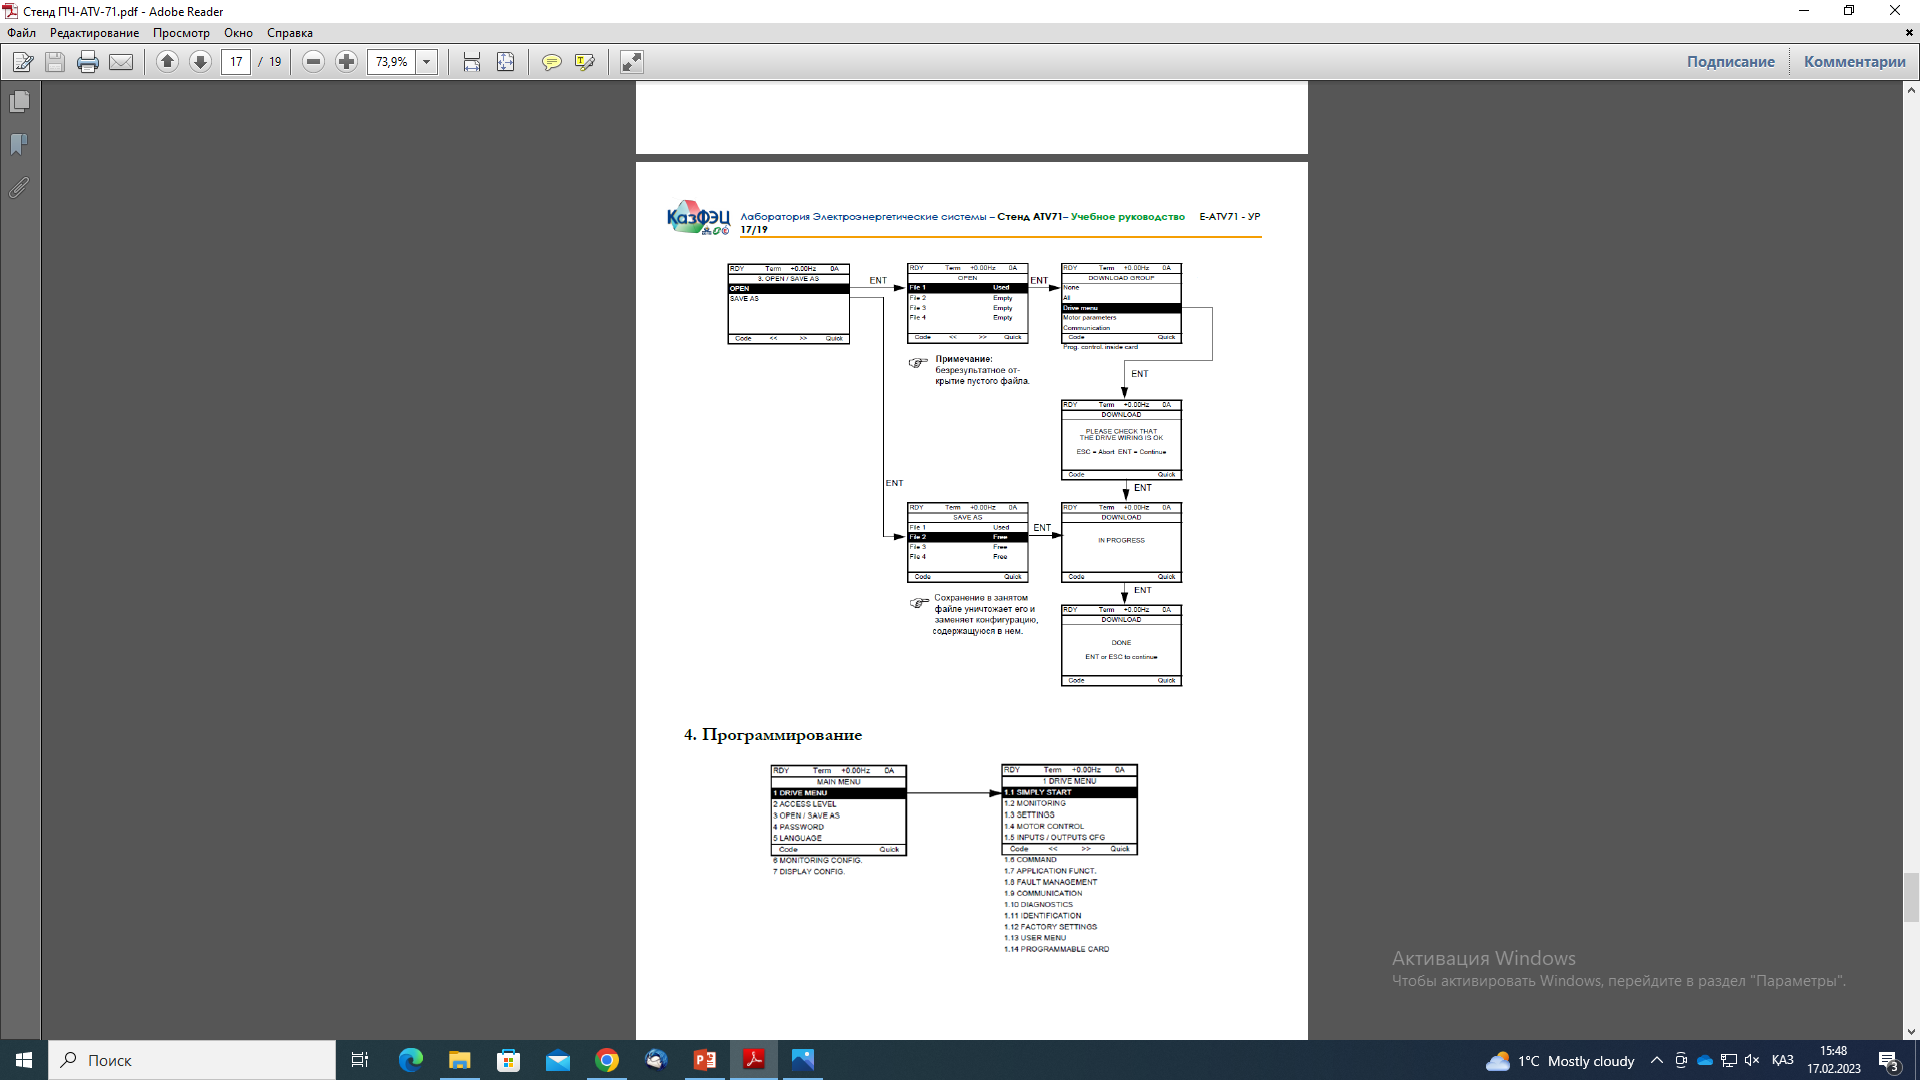 Стенд ПЧ-ATV-71.pdf - Adobe Reader
Файл Редактирование Просмотр Окно Справка
17 / 19 73,9% Подписание Комментарии
КазФЭЦ
Лаборатория Электроэнергетические системы – Стенд ATV71– Учебное руководство E-ATV71 - УР
17/19
RDY Term +0.00Hz 0A
3. OPEN / SAVE AS
OPEN
SAVE AS
Code << >> Quick
ENT
RDY Term +0.00Hz 0A
OPEN
File 1 Used
File 2 Empty
File 3 Empty
File 4 Empty
Code << >> Quick
ENT
RDY Term +0.00Hz 0A
DOWNLOAD GROUP
None
All
Drive menu
Motor parameters
Communication
Code Quick
Prog. control. inside card
Примечание:
безрезультатное от-
крытие пустого файла.
ENT
RDY Term +0.00Hz 0A
DOWNLOAD
PLEASE CHECK THAT
THE DRIVE WIRING IS OK
ESC = Abort ENT = Continue
Code Quick
ENT
ENT
RDY Term +0.00Hz 0A
SAVE AS
File 1 Used
File 2 Free
File 3 Free
File 4 Free
Code Quick
ENT
RDY Term +0.00Hz 0A
DOWNLOAD
IN PROGRESS
Code Quick
ENT
Сохранение в занятом
файле уничтожает его и
заменяет конфигурацию,
содержащуюся в нем.
RDY Term +0.00Hz 0A
DOWNLOAD
DONE
ENT or ESC to continue
Code Quick
4. Программирование
RDY Term +0.00Hz 0A
MAIN MENU
1 DRIVE MENU
2 ACCESS LEVEL
3 OPEN / SAVE AS
4 PASSWORD
5 LANGUAGE
Code Quick
6 MONITORING CONFIG.
7 DISPLAY CONFIG.
RDY Term +0.00Hz 0A
1 DRIVE MENU
1.1 SIMPLY START
1.2 MONITORING
1.3 SETTINGS
1.4 MOTOR CONTROL
1.5 INPUTS / OUTPUTS CFG
Code << >> Quick
1.6 COMMAND
1.7 APPLICATION FUNCT.
1.8 FAULT MANAGEMENT
1.9 COMMUNICATION
1.10 DIAGNOSTICS
1.11 IDENTIFICATION
1.12 FACTORY SETTINGS
1.13 USER MENU
1.14 PROGRAMMABLE CARD
Активация Windows
Чтобы активировать Windows, перейдите в раздел "Параметры".
Поиск
1°C Mostly cloudy
ҚАЗ
15:48
17.02.2023
3